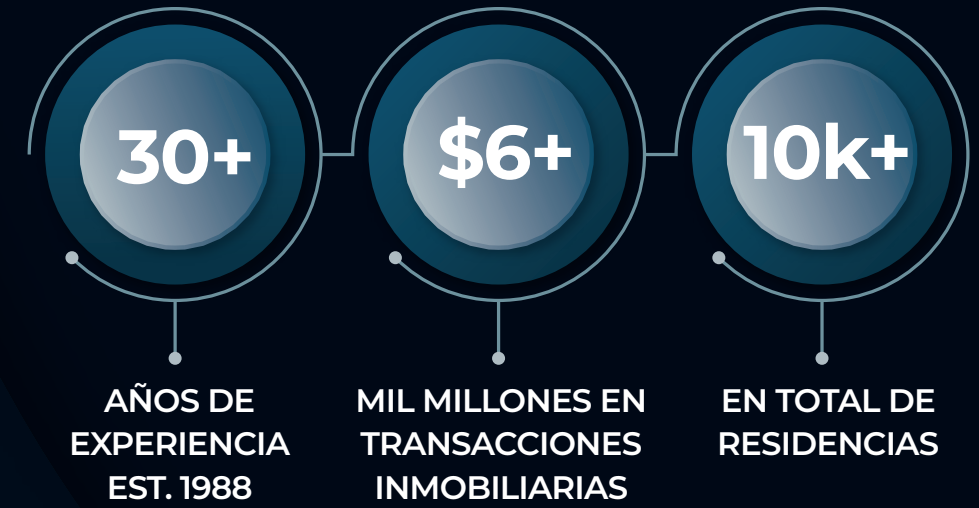 30+
AÑOS DE
EXPERIENCIA
EST. 1988
$6+
MIL MILLONES EN
TRANSACCIONES
INMOBILIARIAS
10k+
EN TOTAL DE
RESIDENCIAS